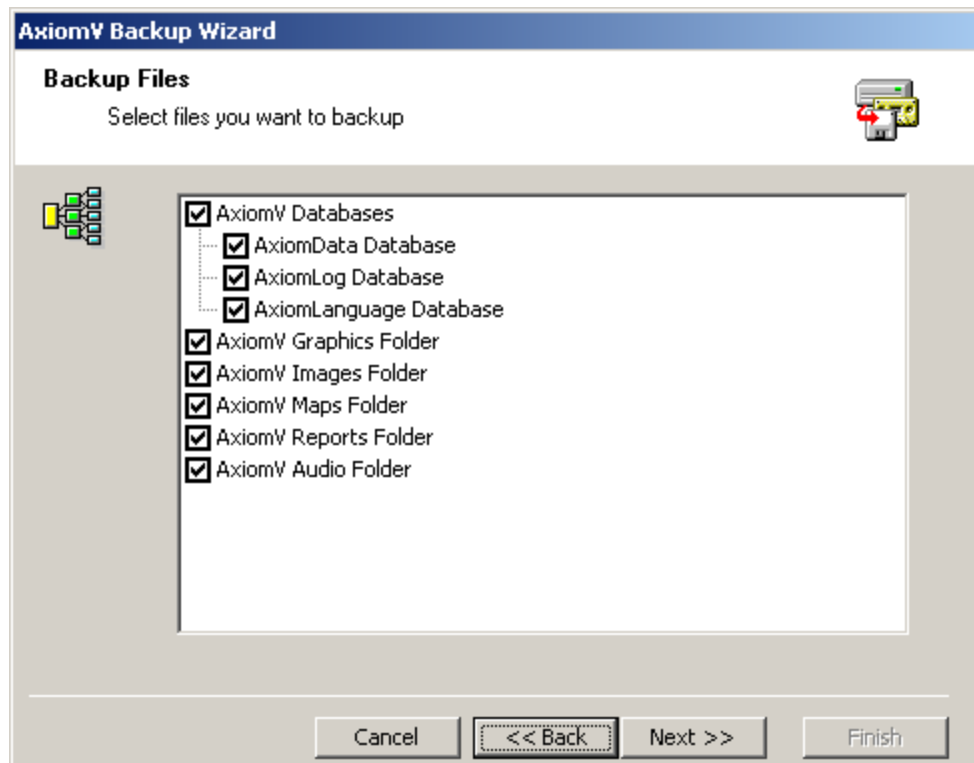 AxiomV Backup Wizard
Backup Files
Select files you want to backup
AxiomV Databases
AxiomData Database
AxiomLog Database
AxiomLanguage Database
AxiomV Graphics Folder
AxiomV Images Folder
AxiomV Maps Folder
AxiomV Reports Folder
AxiomV Audio Folder
Cancel << Back Next >> Finish